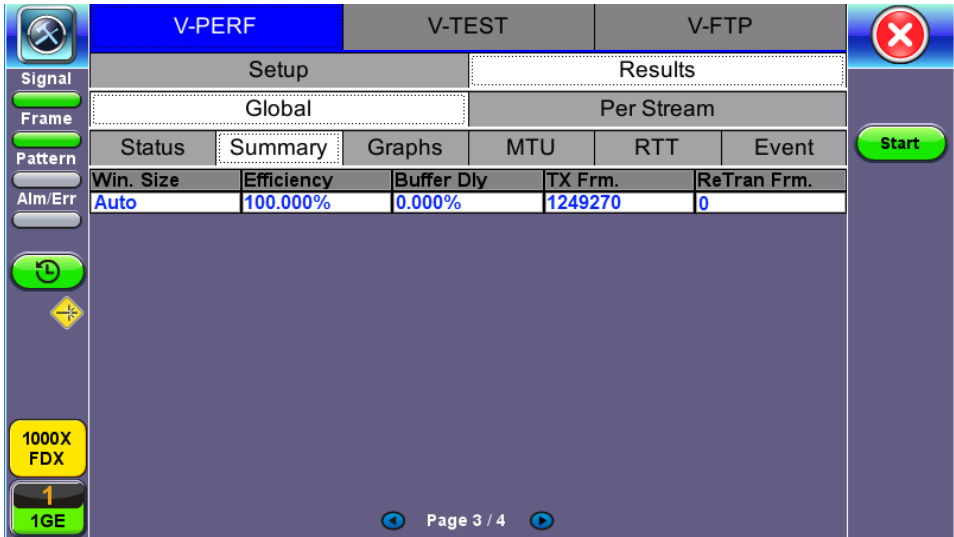 V-PERF V-TEST V-FTP
Setup Results
Signal
Global Per Stream
Frame
Status Summary Graphs MTU RTT Event
Start
Pattern
Win. Size Efficiency Buffer Dly TX Frm. ReTran Frm.
Alm/Err
Auto 100.000% 0.000% 1249270 0
1000X
FDX
1
1GE
Page 3 / 4